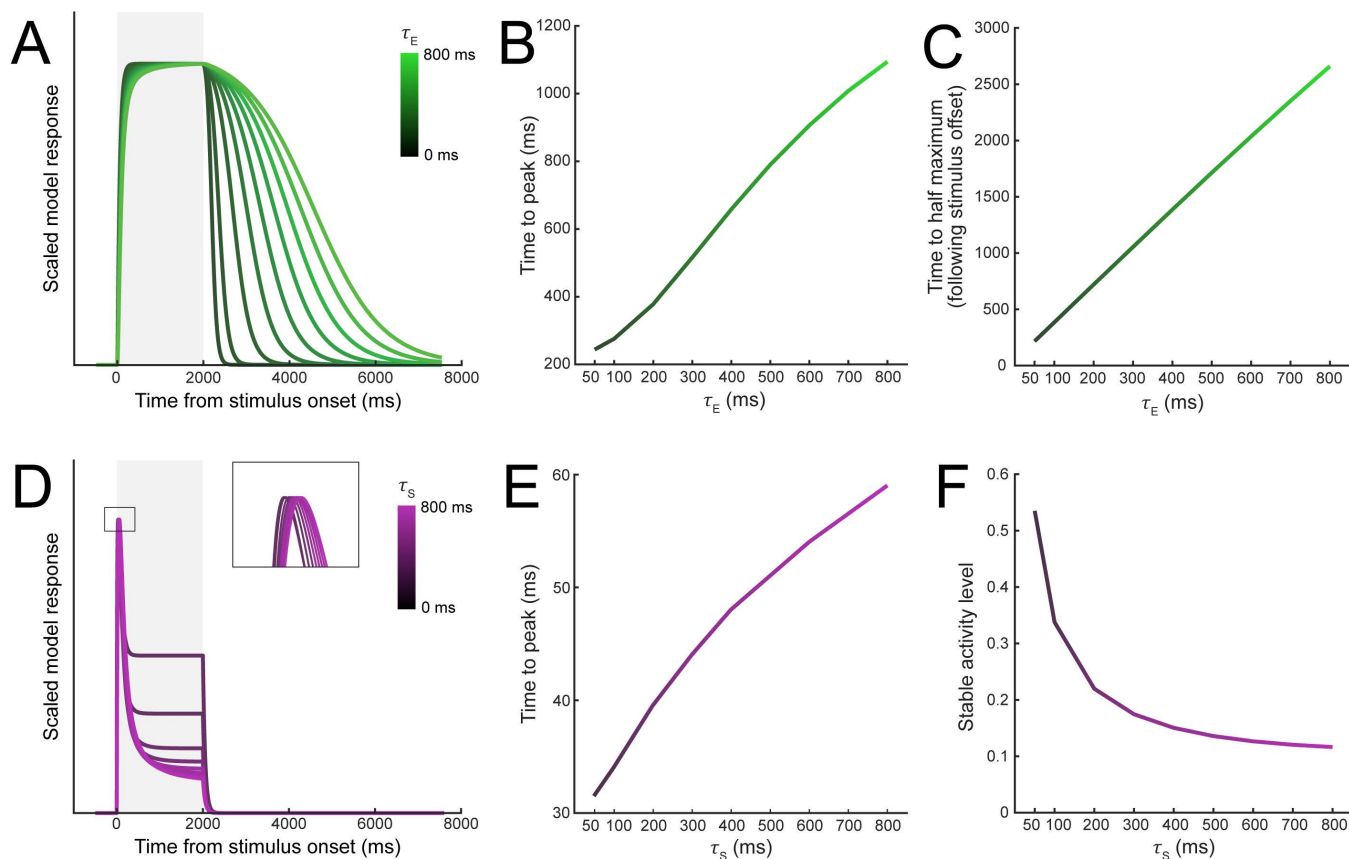 A
Scaled model response
τE
800 ms
0 ms
0
2000
4000
6000
8000
Time from stimulus onset (ms)
B
Time to peak (ms)
1200
1000
800
600
400
200
50 100 200 300 400 500 600 700 800
τE (ms)
C
Time to half maximum
(following stimulus offset)
3000
2500
2000
1500
1000
500
0
50 100 200 300 400 500 600 700 800
τE (ms)
D
Scaled model response
τS
800 ms
0 ms
0
2000
4000
6000
8000
Time from stimulus onset (ms)
E
Time to peak (ms)
60
50
40
30
50 100 200 300 400 500 600 700 800
τS (ms)
F
Stable activity level
0.6
0.5
0.4
0.3
0.2
0.1
0
50 100 200 300 400 500 600 700 800
τS (ms)